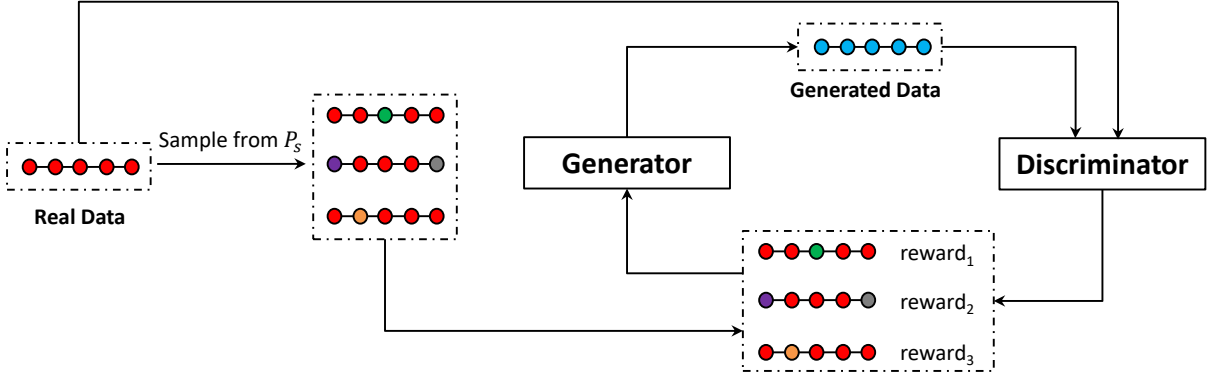 Generated Data
Sample from Pₛ
Generator
Discriminator
Real Data
reward₁
reward₂
reward₃